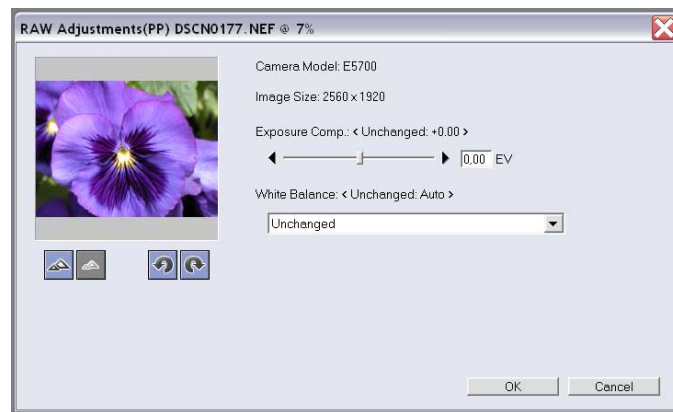 RAW Adjustments(PP) DSCN0177.NEF @ 7%
Camera Model: E5700
Image Size: 2560 x 1920
Exposure Comp.: < Unchanged: +0.00 >
0.00 EV
White Balance: < Unchanged: Auto >
Unchanged
OK Cancel